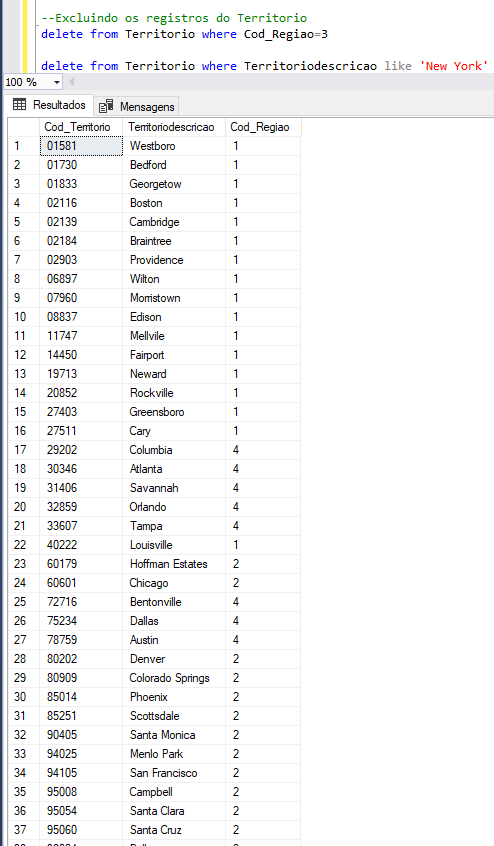 --Excluindo os registros do Territorio
delete from Territorio where Cod_Regiao=3
delete from Territorio where Territoriodescricao like 'New York'
100 %
Resultados Mensagens
Cod_Territorio Territoriodescricao Cod_Regiao
1 01581 Westboro 1
2 01730 Bedford 1
3 01833 Georgetow 1
4 02116 Boston 1
5 02139 Cambridge 1
6 02184 Braintree 1
7 02903 Providence 1
8 06897 Wilton 1
9 07960 Morristown 1
10 08837 Edison 1
11 11747 Mellvile 1
12 14450 Fairport 1
13 19713 Neward 1
14 20852 Rockville 1
15 27403 Greensboro 1
16 27511 Cary 1
17 29202 Columbia 4
18 30346 Atlanta 4
19 31406 Savannah 4
20 32859 Orlando 4
21 33607 Tampa 4
22 40222 Louisville 1
23 60179 Hoffman Estates 2
24 60601 Chicago 2
25 72716 Bentonville 4
26 75234 Dallas 4
27 78759 Austin 4
28 80202 Denver 2
29 80909 Colorado Springs 2
30 85014 Phoenix 2
31 85251 Scottsdale 2
32 90405 Santa Monica 2
33 94025 Menlo Park 2
34 94105 San Francisco 2
35 95008 Campbell 2
36 95054 Santa Clara 2
37 95060 Santa Cruz 2